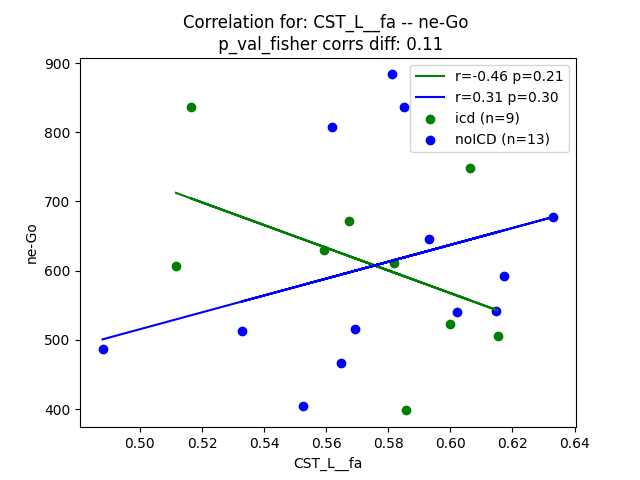 Correlation for: CST_L__fa -- ne-Go
p_val_fisher corrs diff: 0.11
r=-0.46 p=0.21
r=0.31 p=0.30
icd (n=9)
noICD (n=13)
ne-Go
900
800
700
600
500
400
0.50 0.52 0.54 0.56 0.58 0.60 0.62 0.64
CST_L__fa